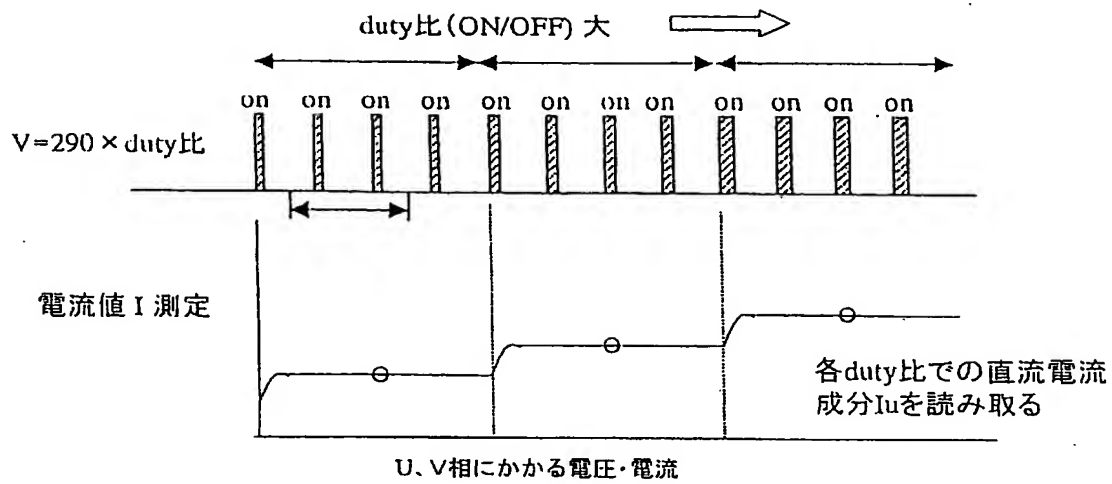 duty比(ON/OFF)大
on on on on on on on on on on on on
V=290×duty比
電流値 I 測定
各duty比での直流電流
成分Iuを読み取る
U、V相にかかる電圧・電流